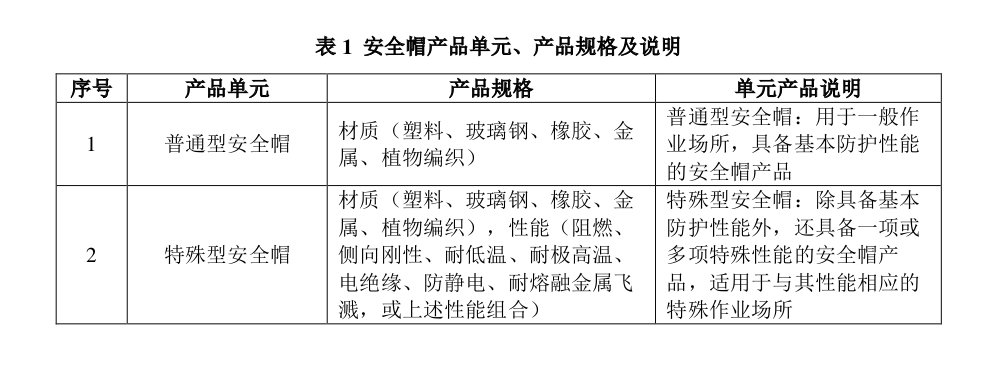 表 1 安全帽产品单元、产品规格及说明
序号 产品单元 产品规格 单元产品说明
1
普通型安全帽
材质（塑料、玻璃钢、橡胶、金
属、植物编织）
普通型安全帽：用于一般作
业场所，具备基本防护性能
的安全帽产品
2
特殊型安全帽
材质（塑料、玻璃钢、橡胶、金
属、植物编织），性能（阻燃、
侧向刚性、耐低温、耐极高温、
电绝缘、防静电、耐熔融金属飞
溅，或上述性能组合）
特殊型安全帽：除具备基本
防护性能外，还具备一项或
多项特殊性能的安全帽产
品，适用于与其性能相应的
特殊作业场所